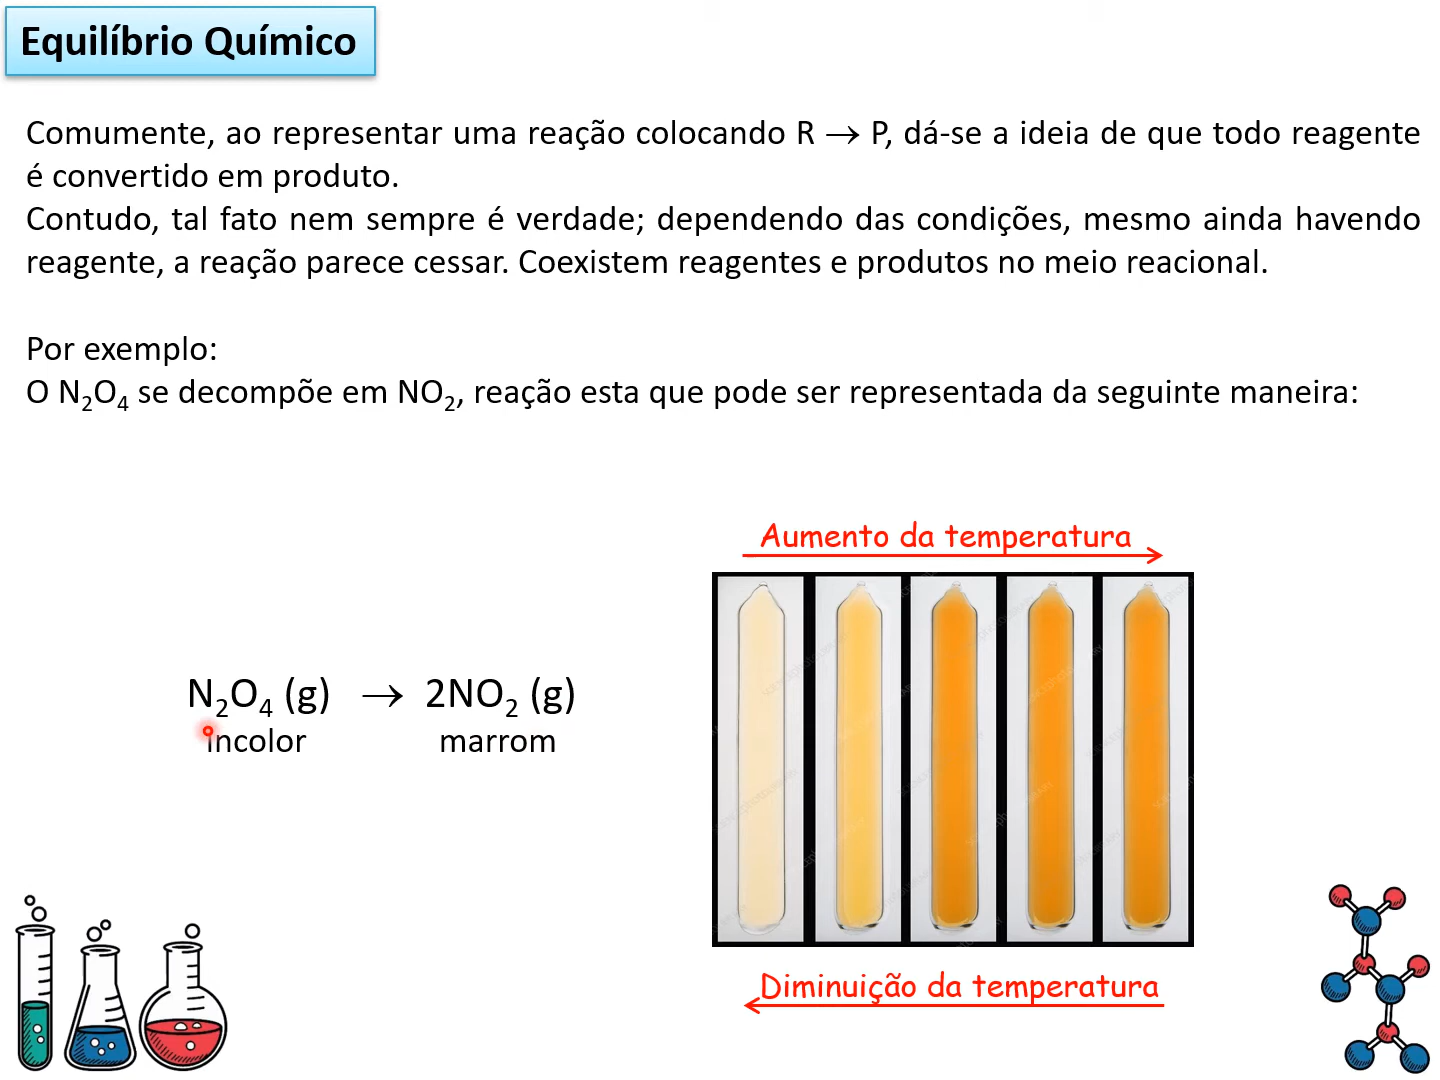 Equilíbrio Químico
Comumente, ao representar uma reação colocando R → P, dá-se a ideia de que todo reagente
é convertido em produto.
Contudo, tal fato nem sempre é verdade; dependendo das condições, mesmo ainda havendo
reagente, a reação parece cessar. Coexistem reagentes e produtos no meio reacional.
Por exemplo:
O N₂O₄ se decompõe em NO₂, reação esta que pode ser representada da seguinte maneira:
Aumento da temperatura
N₂O₄ (g) → 2NO₂ (g)
incolor marrom
Diminuição da temperatura